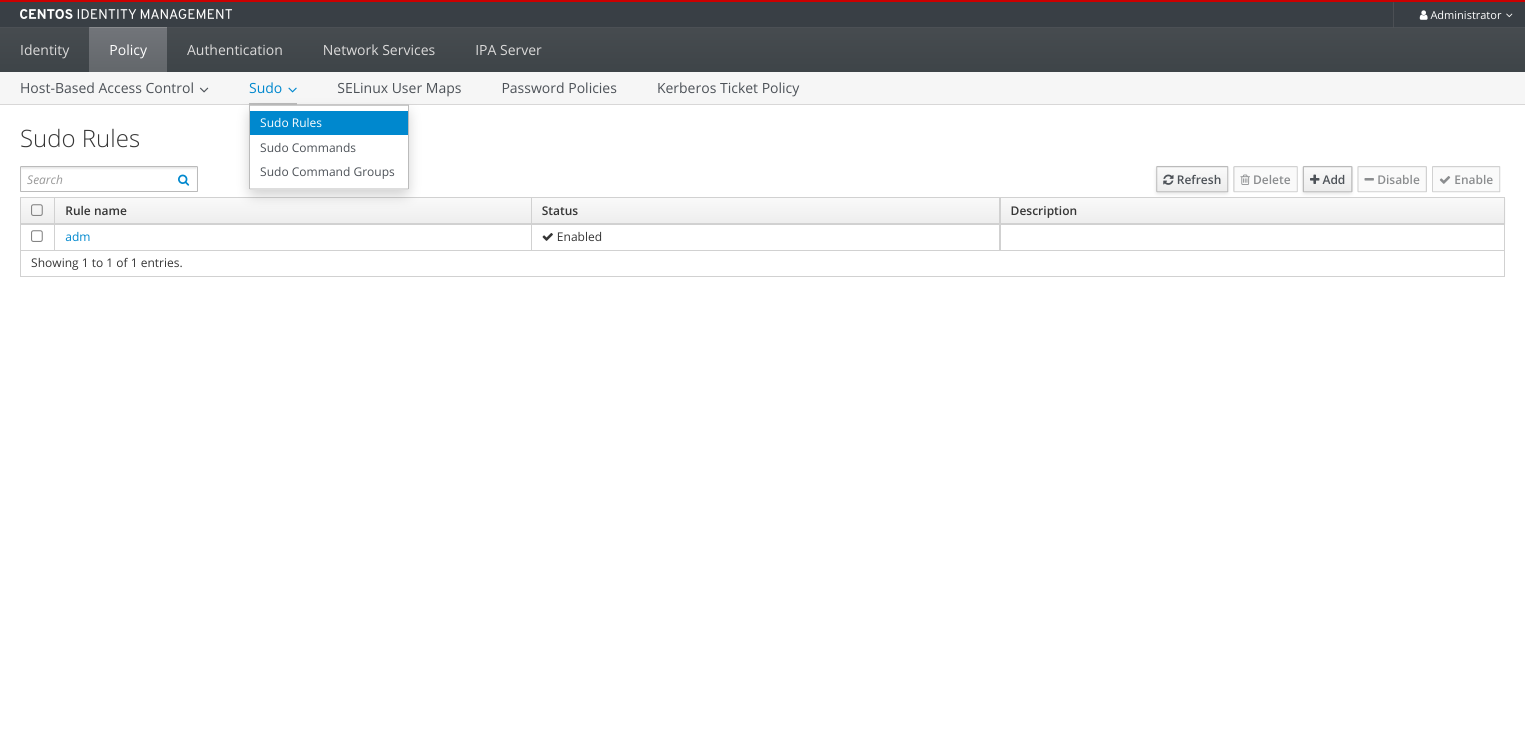 CENTOS IDENTITY MANAGEMENT
Administrator
Identity
Policy
Authentication
Network Services
IPA Server
Host-Based Access Control
Sudo
SELinux User Maps
Password Policies
Kerberos Ticket Policy
Sudo Rules
Sudo Commands
Sudo Command Groups
Sudo Rules
Search
Refresh
Delete
Add
Disable
Enable
Rule name
Status
Description
adm
Enabled
Showing 1 to 1 of 1 entries.